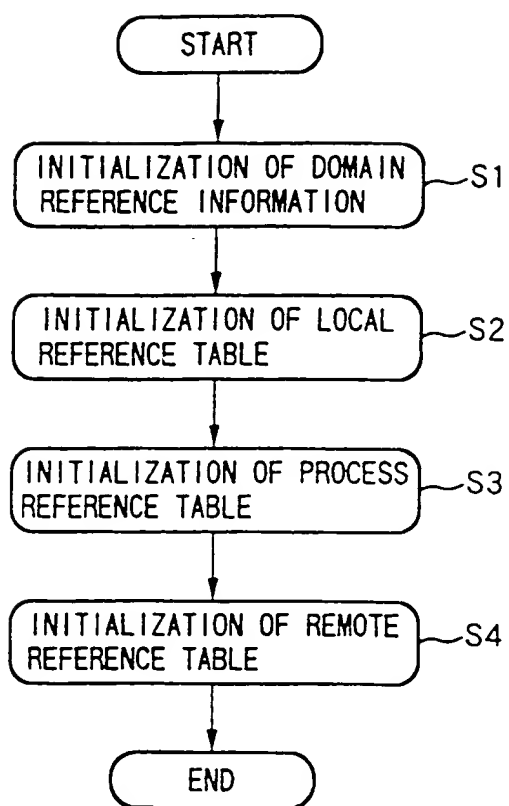 START
INITIALIZATION OF DOMAIN
REFERENCE INFORMATION
S1
INITIALIZATION OF LOCAL
REFERENCE TABLE
S2
INITIALIZATION OF PROCESS
REFERENCE TABLE
S3
INITIALIZATION OF REMOTE
REFERENCE TABLE
S4
END